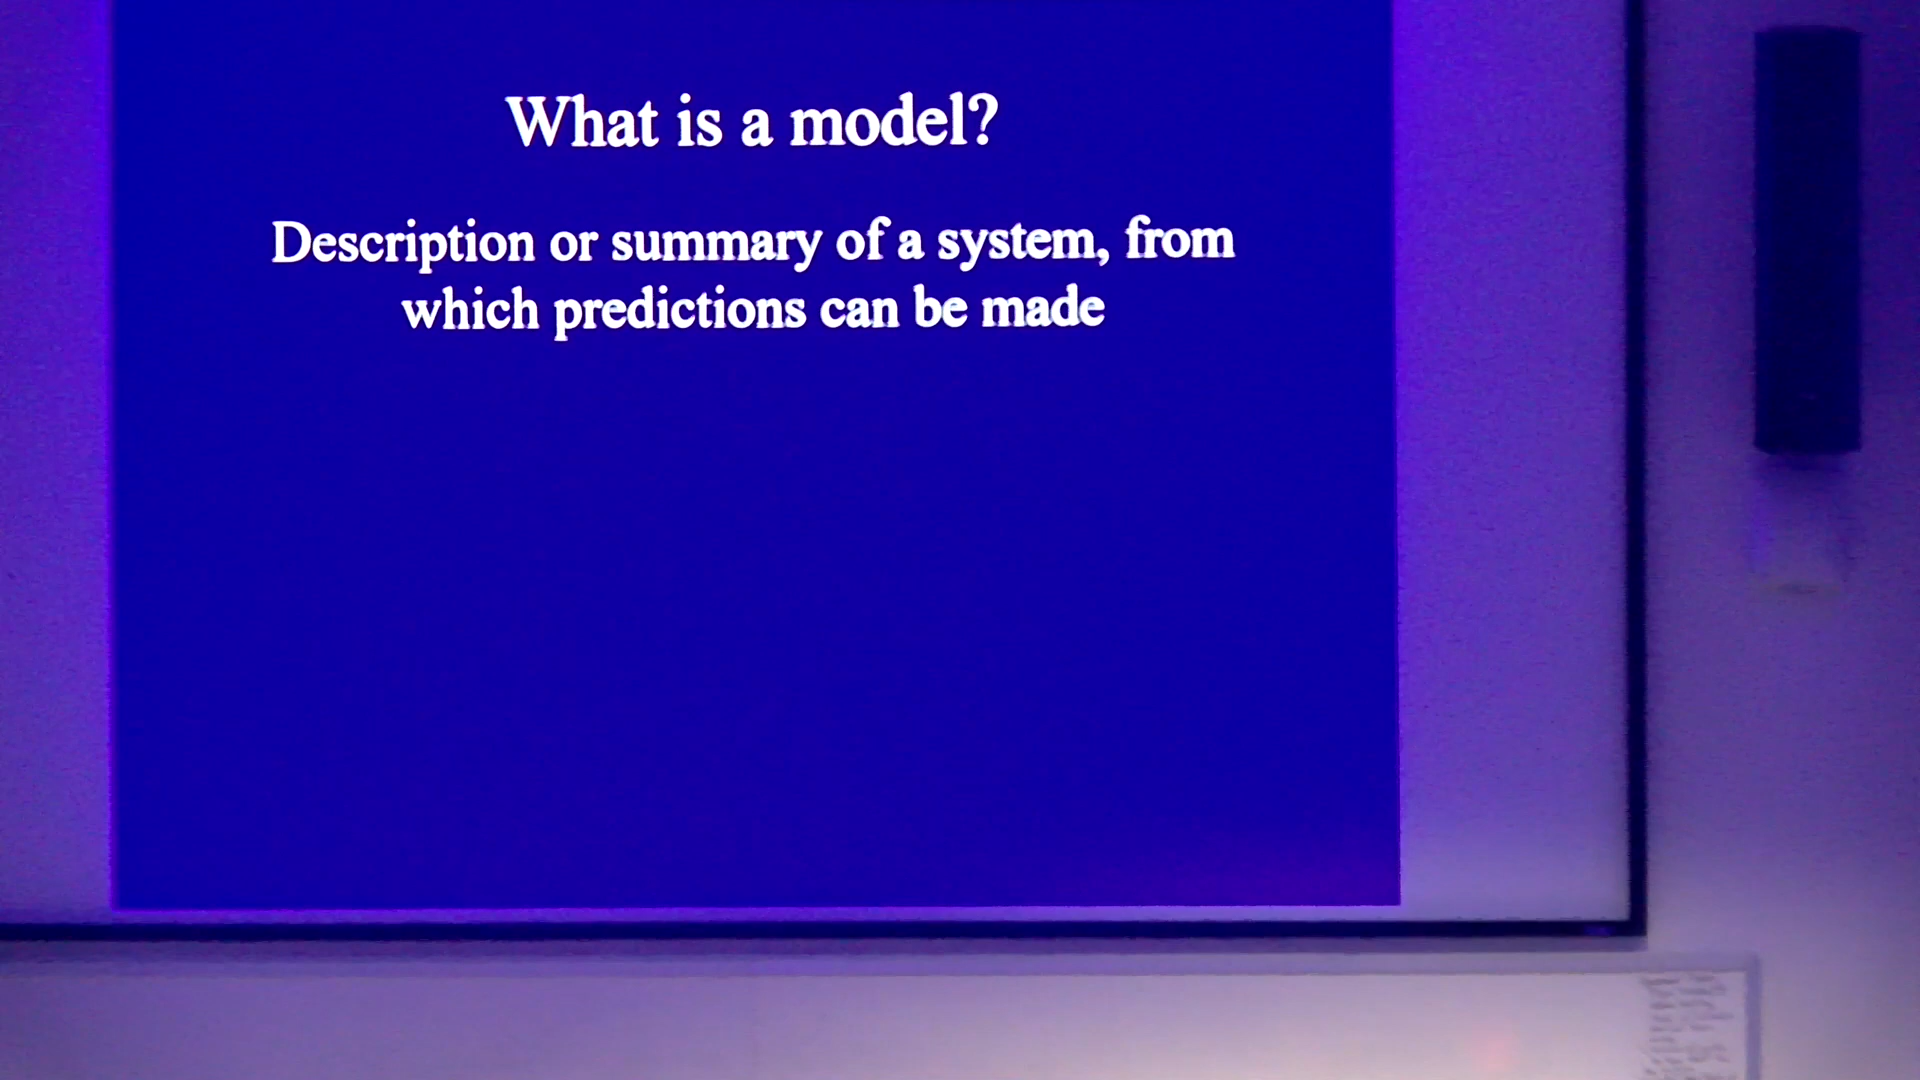 What is a model?
Description or summary of a system, from
which predictions can be made